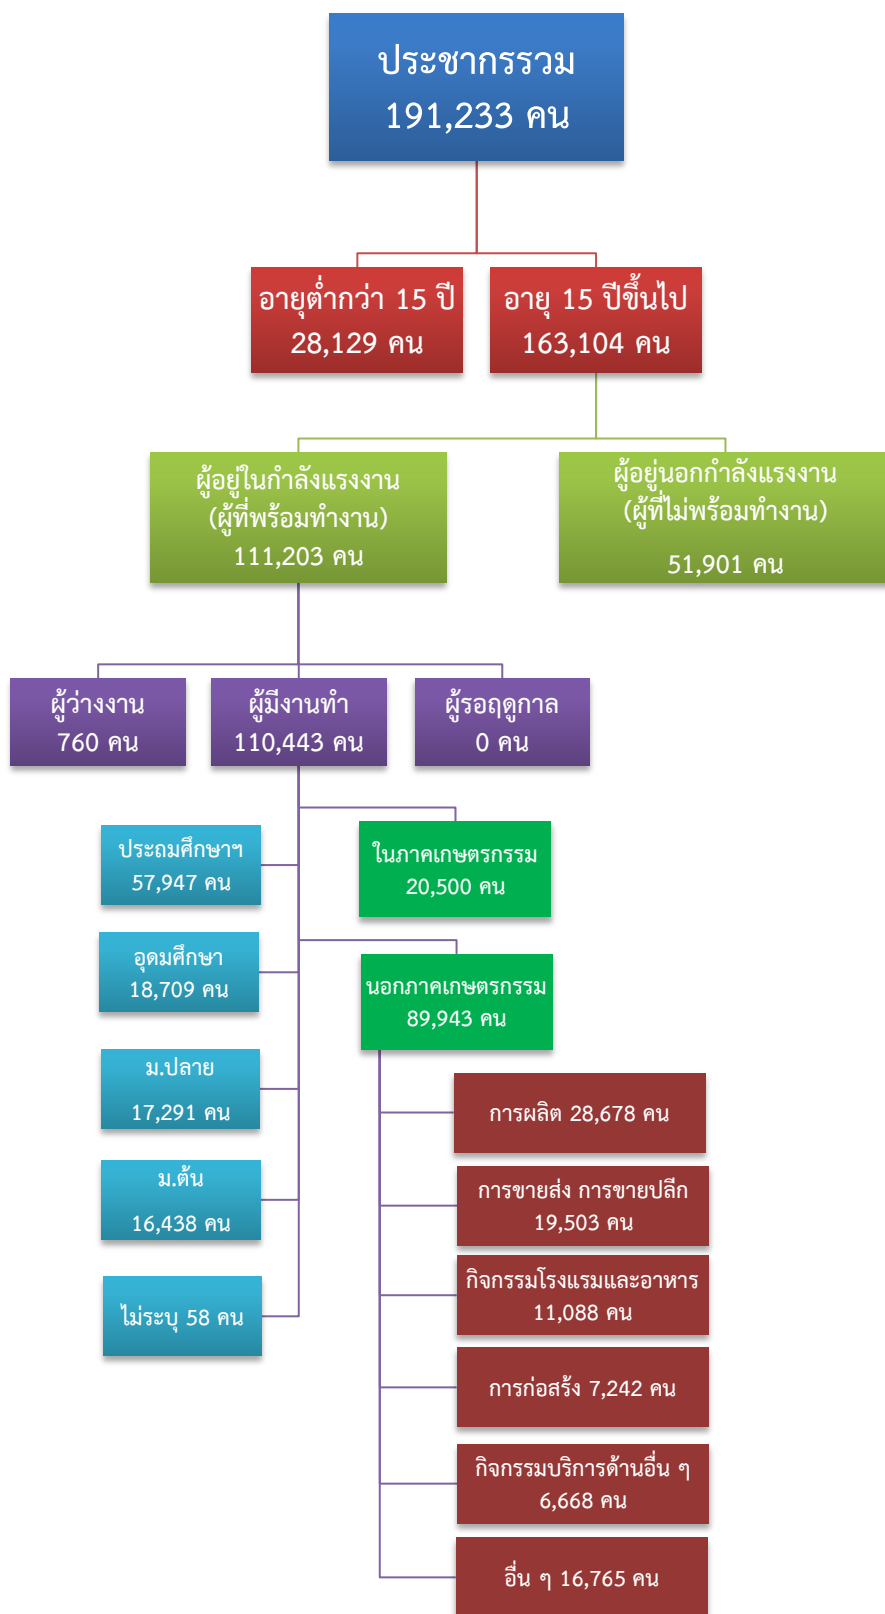 ประชากรรวม
191,233 คน
อายุต่ำกว่า 15 ปี
28,129 คน
อายุ 15 ปีขึ้นไป
163,104 คน
ผู้อยู่ในกำลังแรงงาน
(ผู้ที่พร้อมทำงาน)
111,203 คน
ผู้อยู่นอกกำลังแรงงาน
(ผู้ที่ไม่พร้อมทำงาน)
51,901 คน
ผู้ว่างงาน
760 คน
ผู้มีงานทำ
110,443 คน
ผู้รอฤดูกาล
0 คน
ประถมศึกษาฯ
57,947 คน
อุดมศึกษา
18,709 คน
ม.ปลาย
17,291 คน
ม.ต้น
16,438 คน
ไม่ระบุ 58 คน
ในภาคเกษตรกรรม
20,500 คน
นอกภาคเกษตรกรรม
89,943 คน
การผลิต 28,678 คน
การขายส่ง การขายปลีก
19,503 คน
กิจกรรมโรงแรมและอาหาร
11,088 คน
การก่อสร้ง 7,242 คน
กิจกรรมบริการด้านอื่น ๆ
6,668 คน
อื่น ๆ 16,765 คน